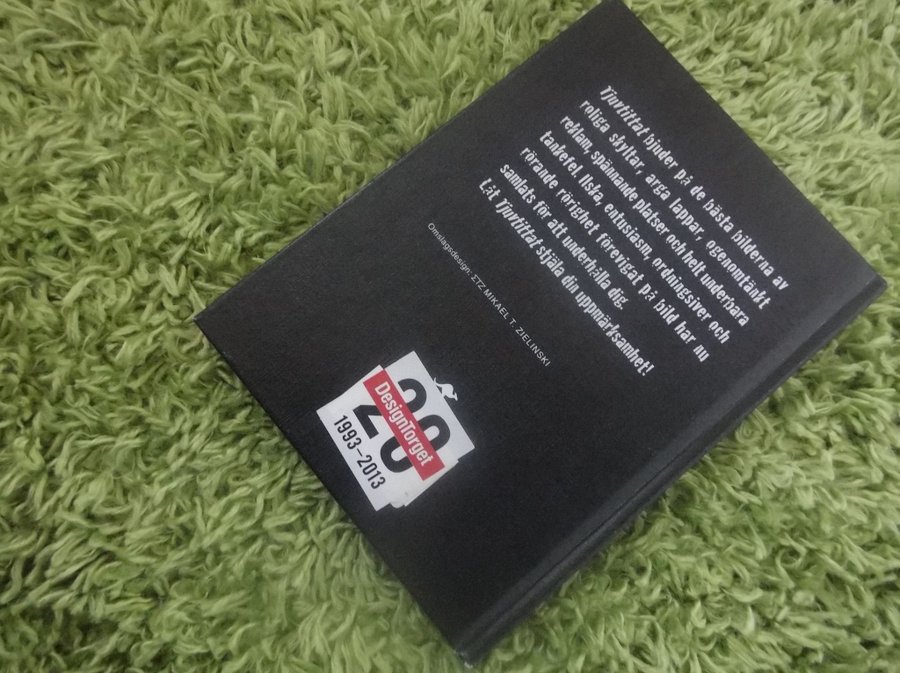 Tjuvtittat bjuder på de bästa bilderna av
roliga skyltar, arga lappar, ogenomtänkt
reklam, spännande platser och helt underbara
tankefel. Ilska, entusiasm, ordningsiver och
rörande rörighet förevigat på bild har nu
samlats för att underhålla dig.
Låt Tjuvtittat stjäla din uppmärksamhet!
Omslagsdesign: ΣTZ MIKAEL T. ZIELINSKI
20
DesignTorget
1993–2013